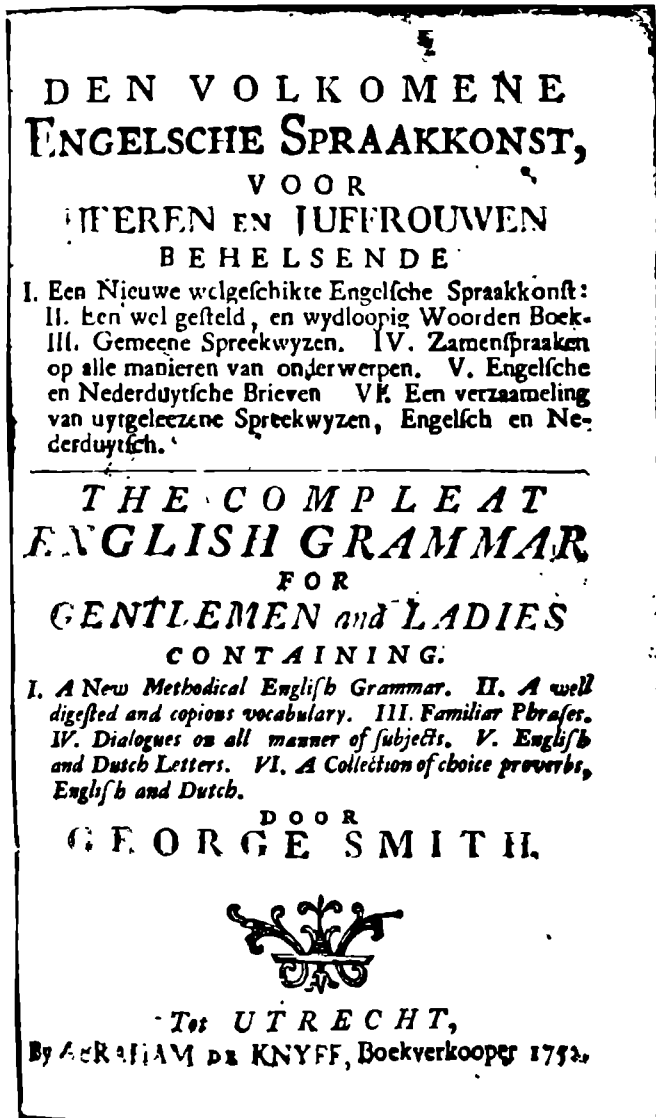 DEN VOLKOMENE
ENGELSCHE SPRAAKKONST,
VOOR
HEEREN EN JUFFROUWEN
BEHELSENDE
I. Een Nieuwe welgeſchikte Engelſche Spraakkonſt:
II. Een wel geſteld, en wydloopig Woorden Boek.
III. Gemeene Spreekwyzen. IV. Zamenſpraaken
op alle manieren van onderwerpen. V. Engelſche
en Nederduytſche Brieven VI. Een verzaameling
van uytgeleezene Spreekwyzen, Engelſch en Ne-
derduytſch.
THE COMPLEAT
ENGLISH GRAMMAR
FOR
GENTLEMEN and LADIES
CONTAINING.
I. A New Methodical Engliſh Grammar. II. A well
digeſted and copious vocabulary. III. Familiar Phraſes.
IV. Dialogues on all manner of ſubjects. V. Engliſh
and Dutch Letters. VI. A Collection of choice proverbs,
Engliſh and Dutch.
DOOR
GEORGE SMITH.
Tot UTRECHT,
By ABRAHAM DE KNYFF, Boekverkooper 1752.